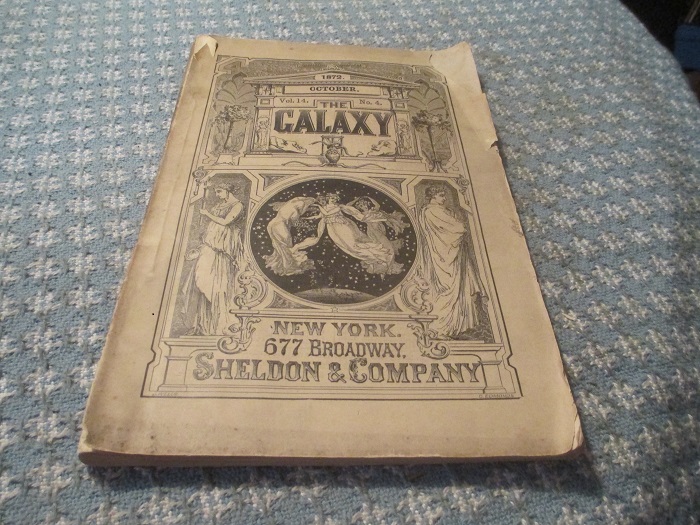 1872.
OCTOBER.
Vol. 14. No. 4.
THE
GALAXY
NEW YORK.
677 BROADWAY.
SHELDON & COMPANY